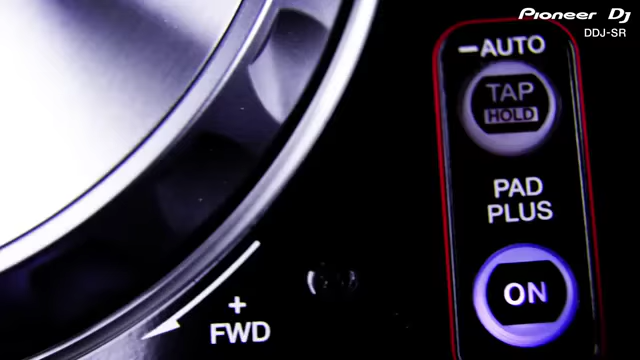 Pioneer Dj
DDJ-SR
–AUTO
TAP
HOLD
PAD
PLUS
ON
+
FWD